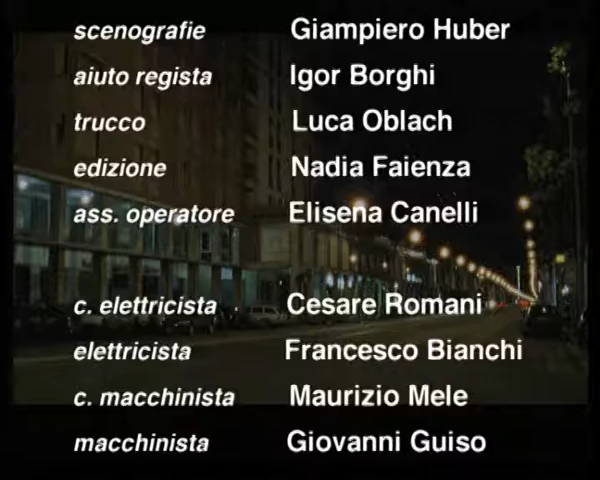 scenografie Giampiero Huber
aiuto regista Igor Borghi
trucco Luca Oblach
edizione Nadia Faienza
ass. operatore Elisena Canelli
c. elettricista Cesare Romani
elettricista Francesco Bianchi
c. macchinista Maurizio Mele
macchinista Giovanni Guiso